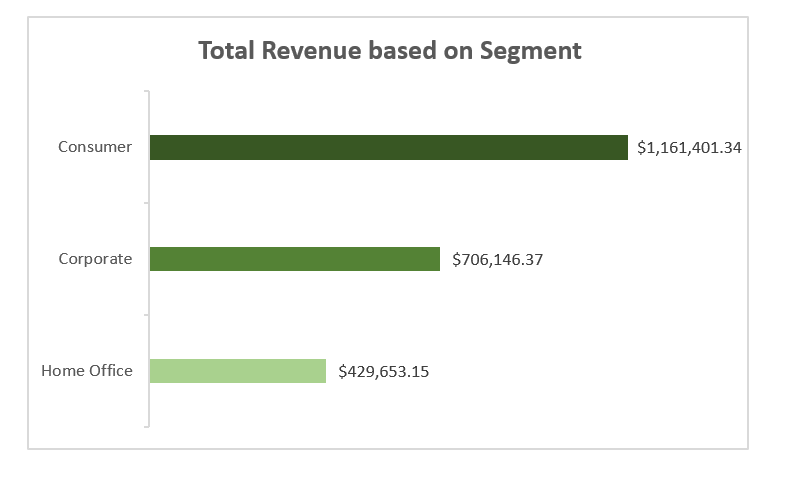 Total Revenue based on Segment
Consumer
$1,161,401.34
Corporate
$706,146.37
Home Office
$429,653.15